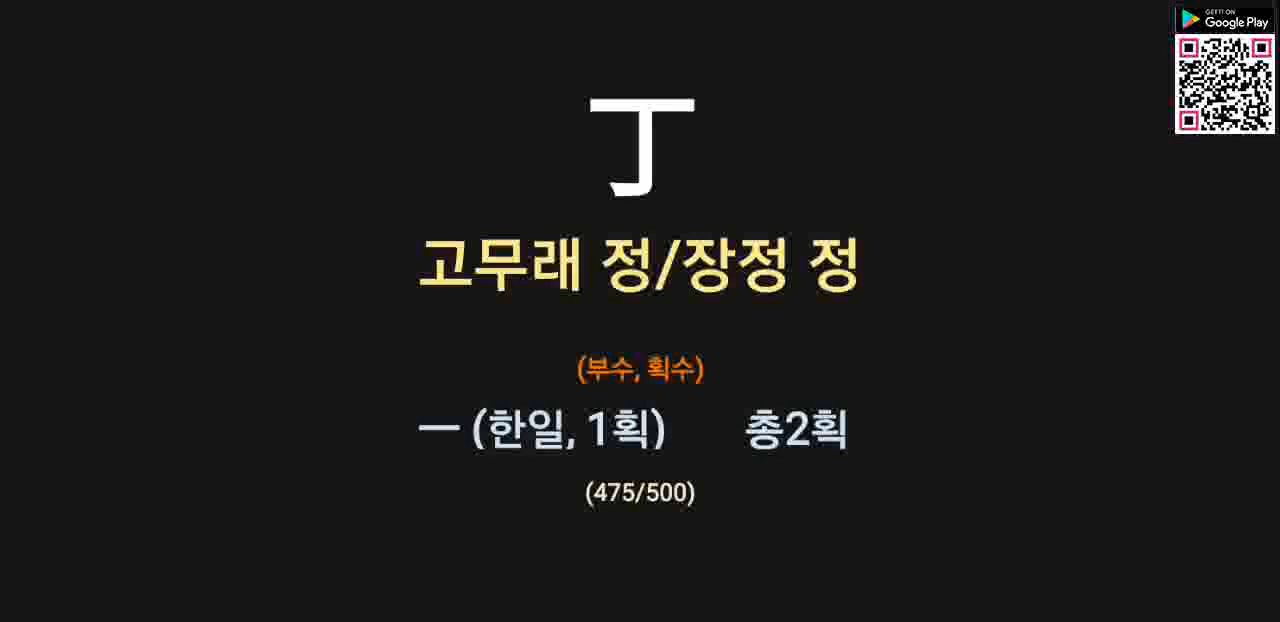 GET IT ON
Google Play
丁
고무래 정/장정 정
(부수, 획수)
一 (한일, 1획) 총2획
(475/500)